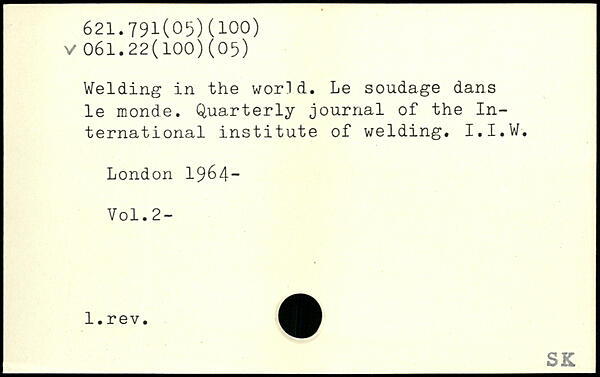 621.791(05)(100)
✓ 061.22(100)(05)
Welding in the world. Le soudage dans
le monde. Quarterly journal of the In-
ternational institute of welding. I.I.W.
London 1964-
Vol.2-
1.rev.
SK